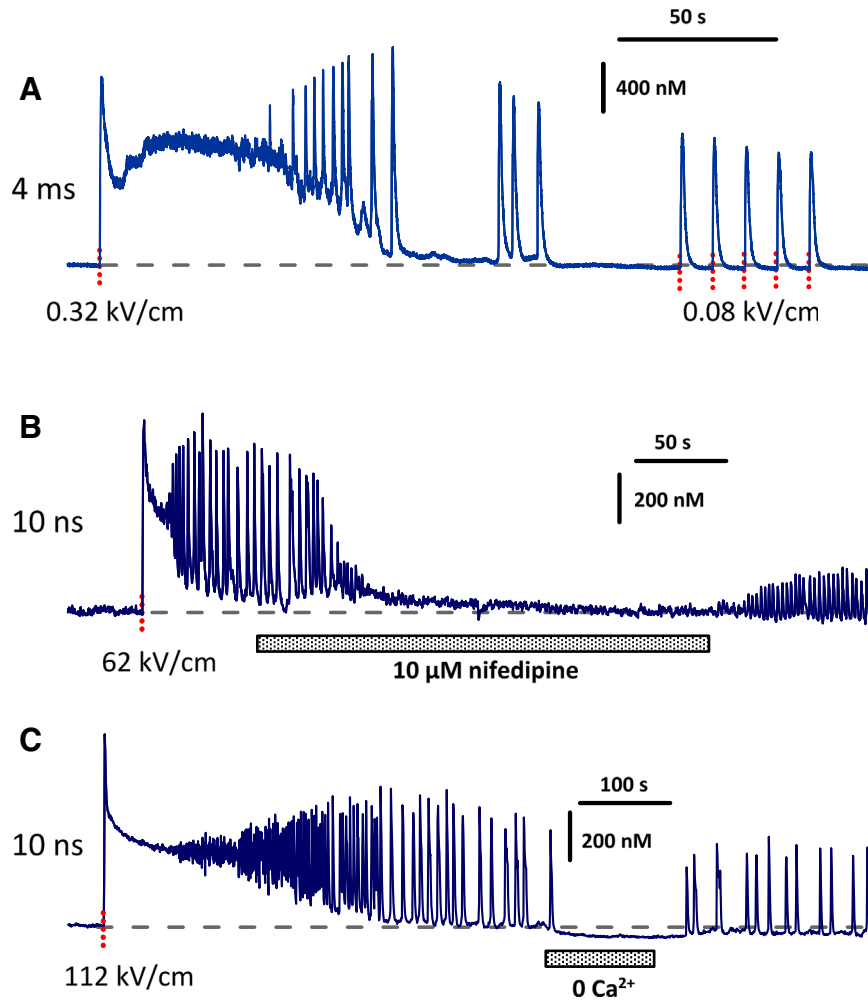 A
50 s
400 nM
4 ms
0.32 kV/cm
0.08 kV/cm
B
50 s
200 nM
10 ns
62 kV/cm
10 µM nifedipine
C
100 s
200 nM
10 ns
112 kV/cm
0 Ca²⁺